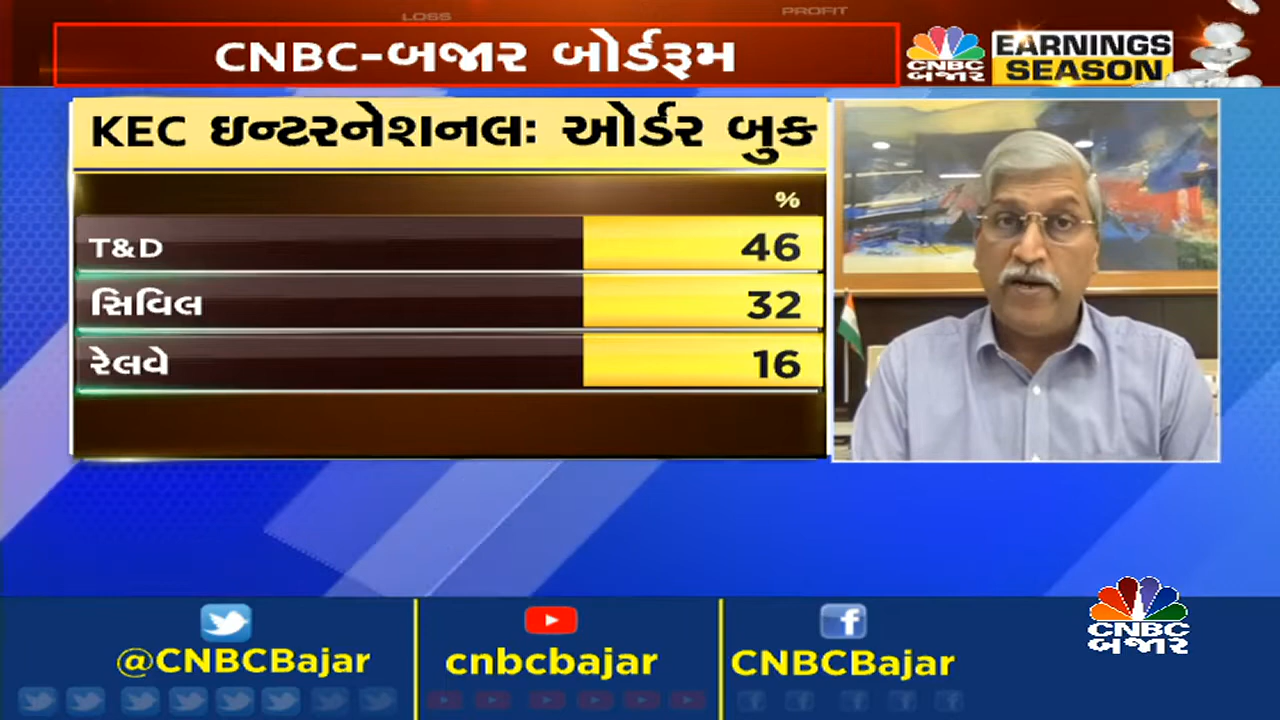 LOSS
PROFIT
CNBC-બજાર બોર્ડરૂમ
CNBC
બજાર
EARNINGS
SEASON
KEC ઇન્ટરનેશનલઃ ઓર્ડર બુક
%
T&D 46
સિવિલ 32
રેલવે 16
@CNBCBajar
cnbcbajar
CNBCBajar
CNBC
બજાર